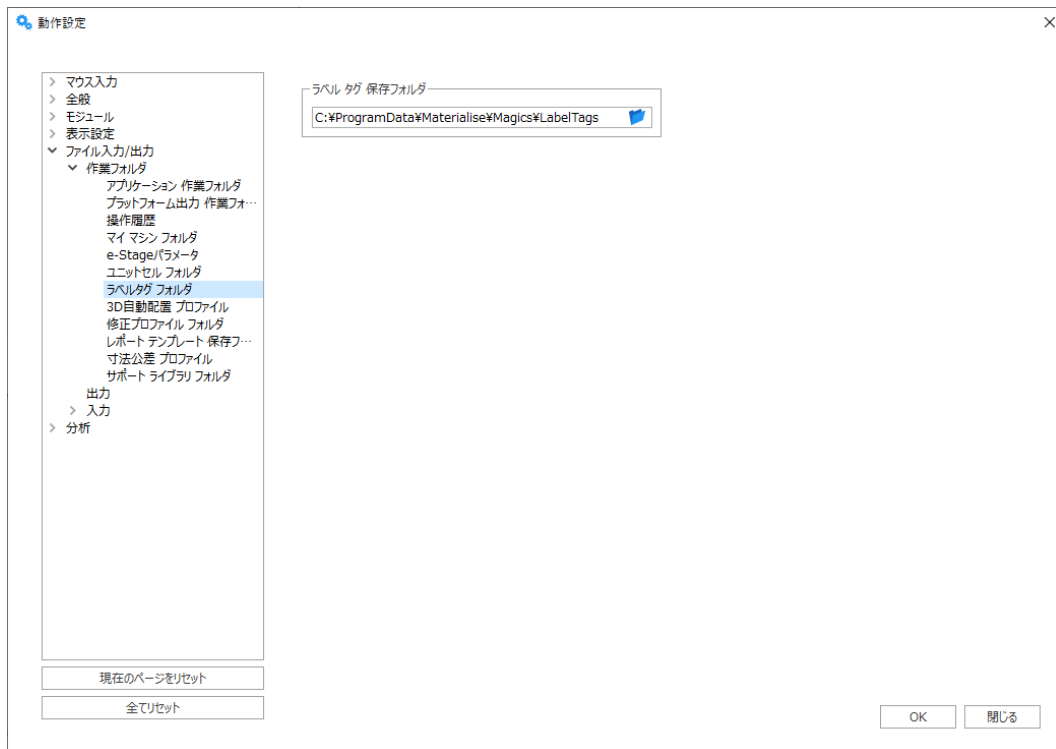 動作設定
マウス入力
全般
モジュール
表示設定
ファイル入力/出力
作業フォルダ
アプリケーション 作業フォルダ
プラットフォーム出力 作業フォ…
操作履歴
マイ マシン フォルダ
e-Stageパラメータ
ユニットセル フォルダ
ラベルタグ フォルダ
3D自動配置 プロファイル
修正プロファイル フォルダ
レポート テンプレート 保存フ…
寸法公差 プロファイル
サポート ライブラリ フォルダ
出力
入力
分析
現在のページをリセット
全てリセット
ラベル タグ 保存フォルダ
C:¥ProgramData¥Materialise¥Magics¥LabelTags
OK
閉じる